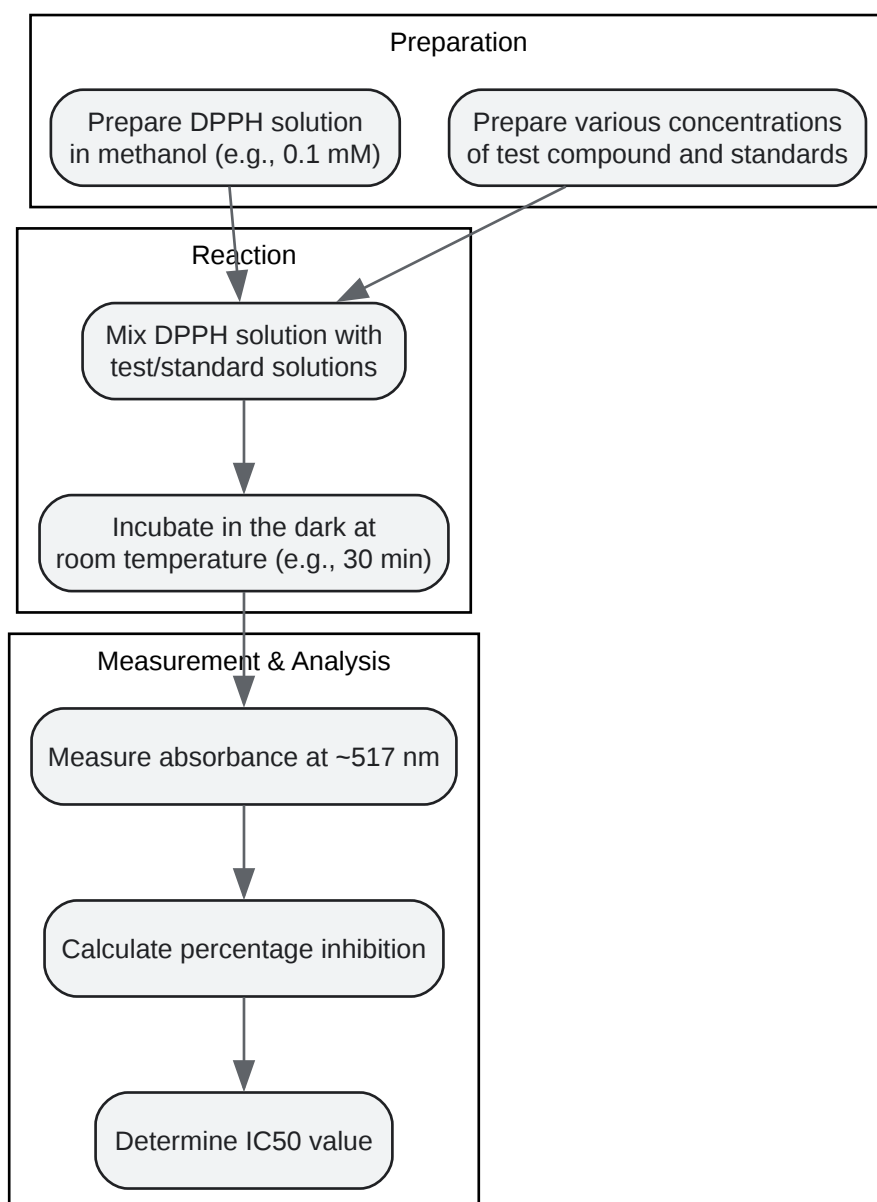 Preparation
Prepare DPPH solution
in methanol (e.g., 0.1 mM)
Prepare various concentrations
of test compound and standards
Reaction
Mix DPPH solution with
test/standard solutions
Incubate in the dark at
room temperature (e.g., 30 min)
Measurement & Analysis
Measure absorbance at ~517 nm
Calculate percentage inhibition
Determine IC50 value